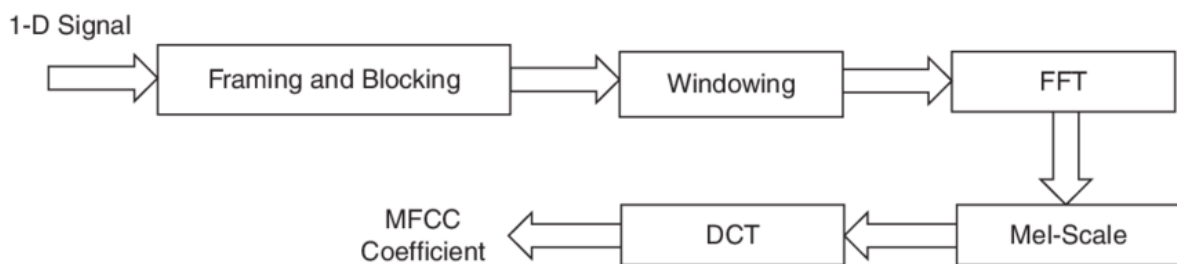 1-D Signal
Framing and Blocking
Windowing
FFT
Mel-Scale
DCT
MFCC
Coefficient